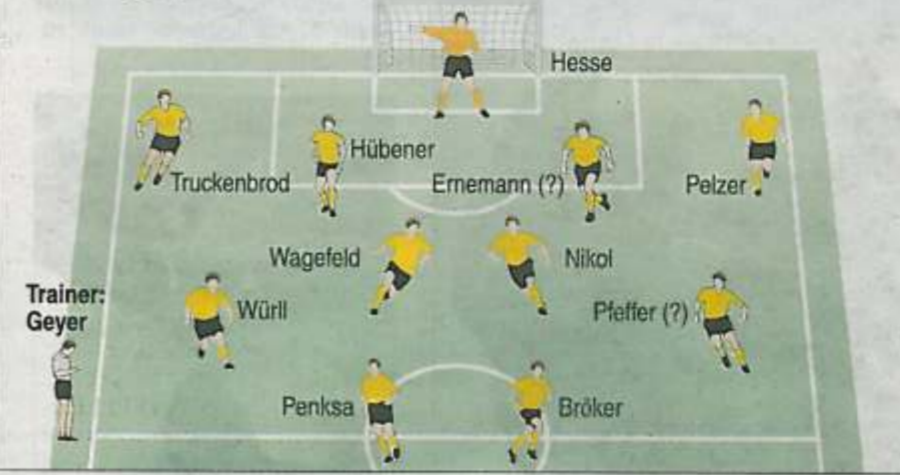 Hesse
Hübener
Truckenbrod
Ernemann (?)
Pelzer
Wagefeld
Nikol
Trainer:
Geyer
Würll
Pfeffer (?)
Penksa
Bröker